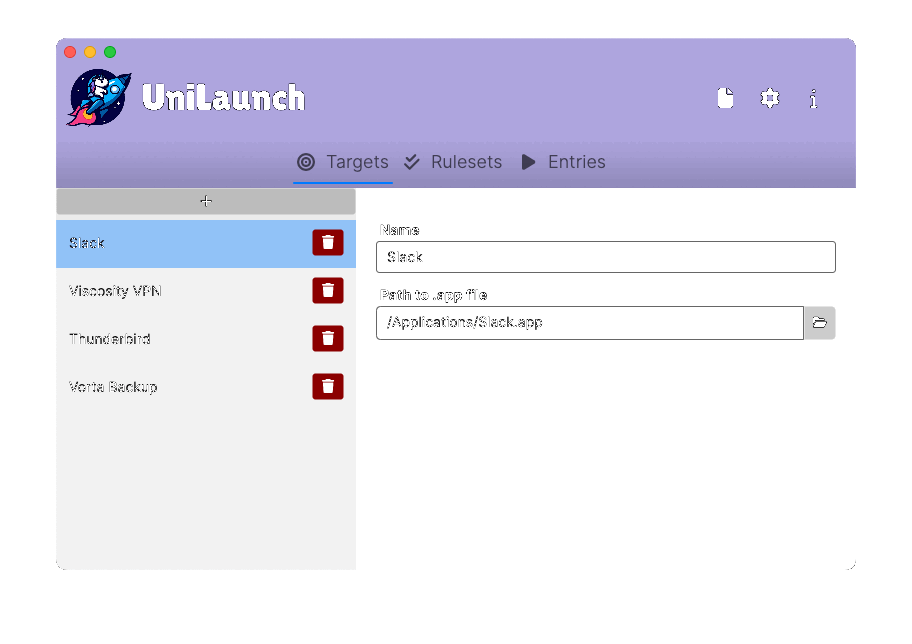 UniLaunch
Targets Rulesets Entries
+
Slack
Viscosity VPN
Thunderbird
Vorta Backup
Name
Slack
Path to .app file
/Applications/Slack.app